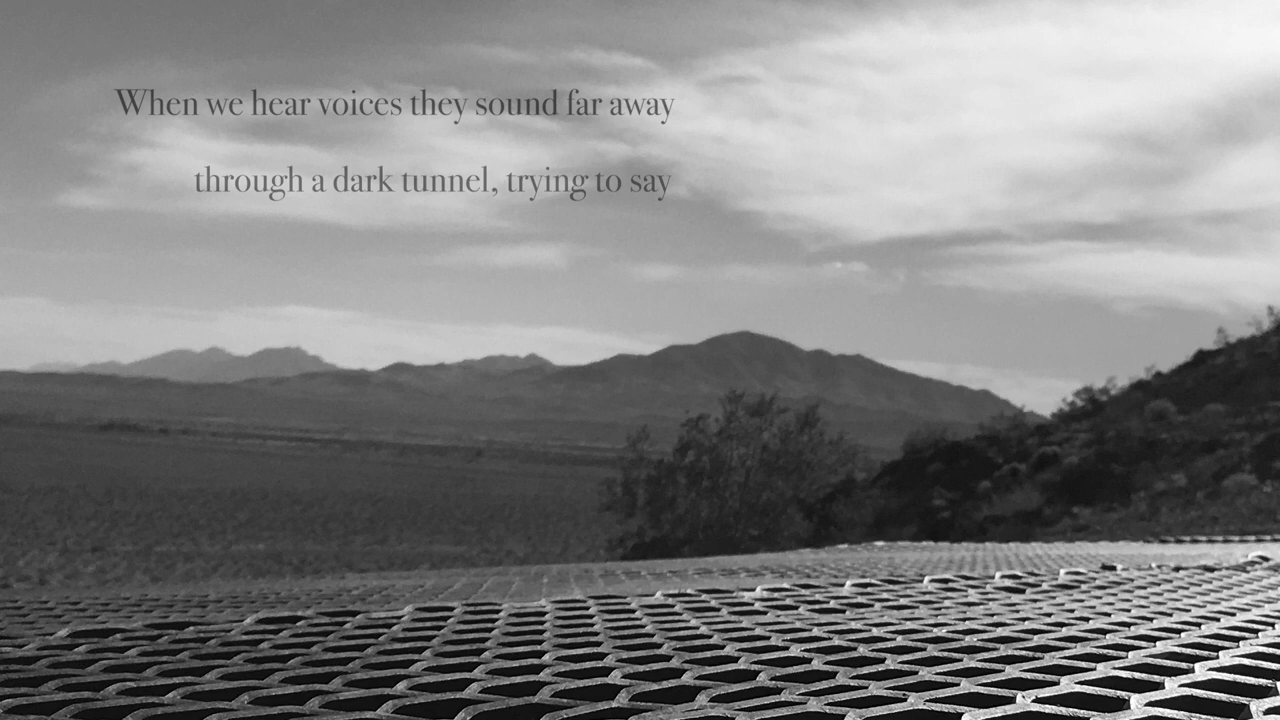 When we hear voices they sound far away
through a dark tunnel, trying to say